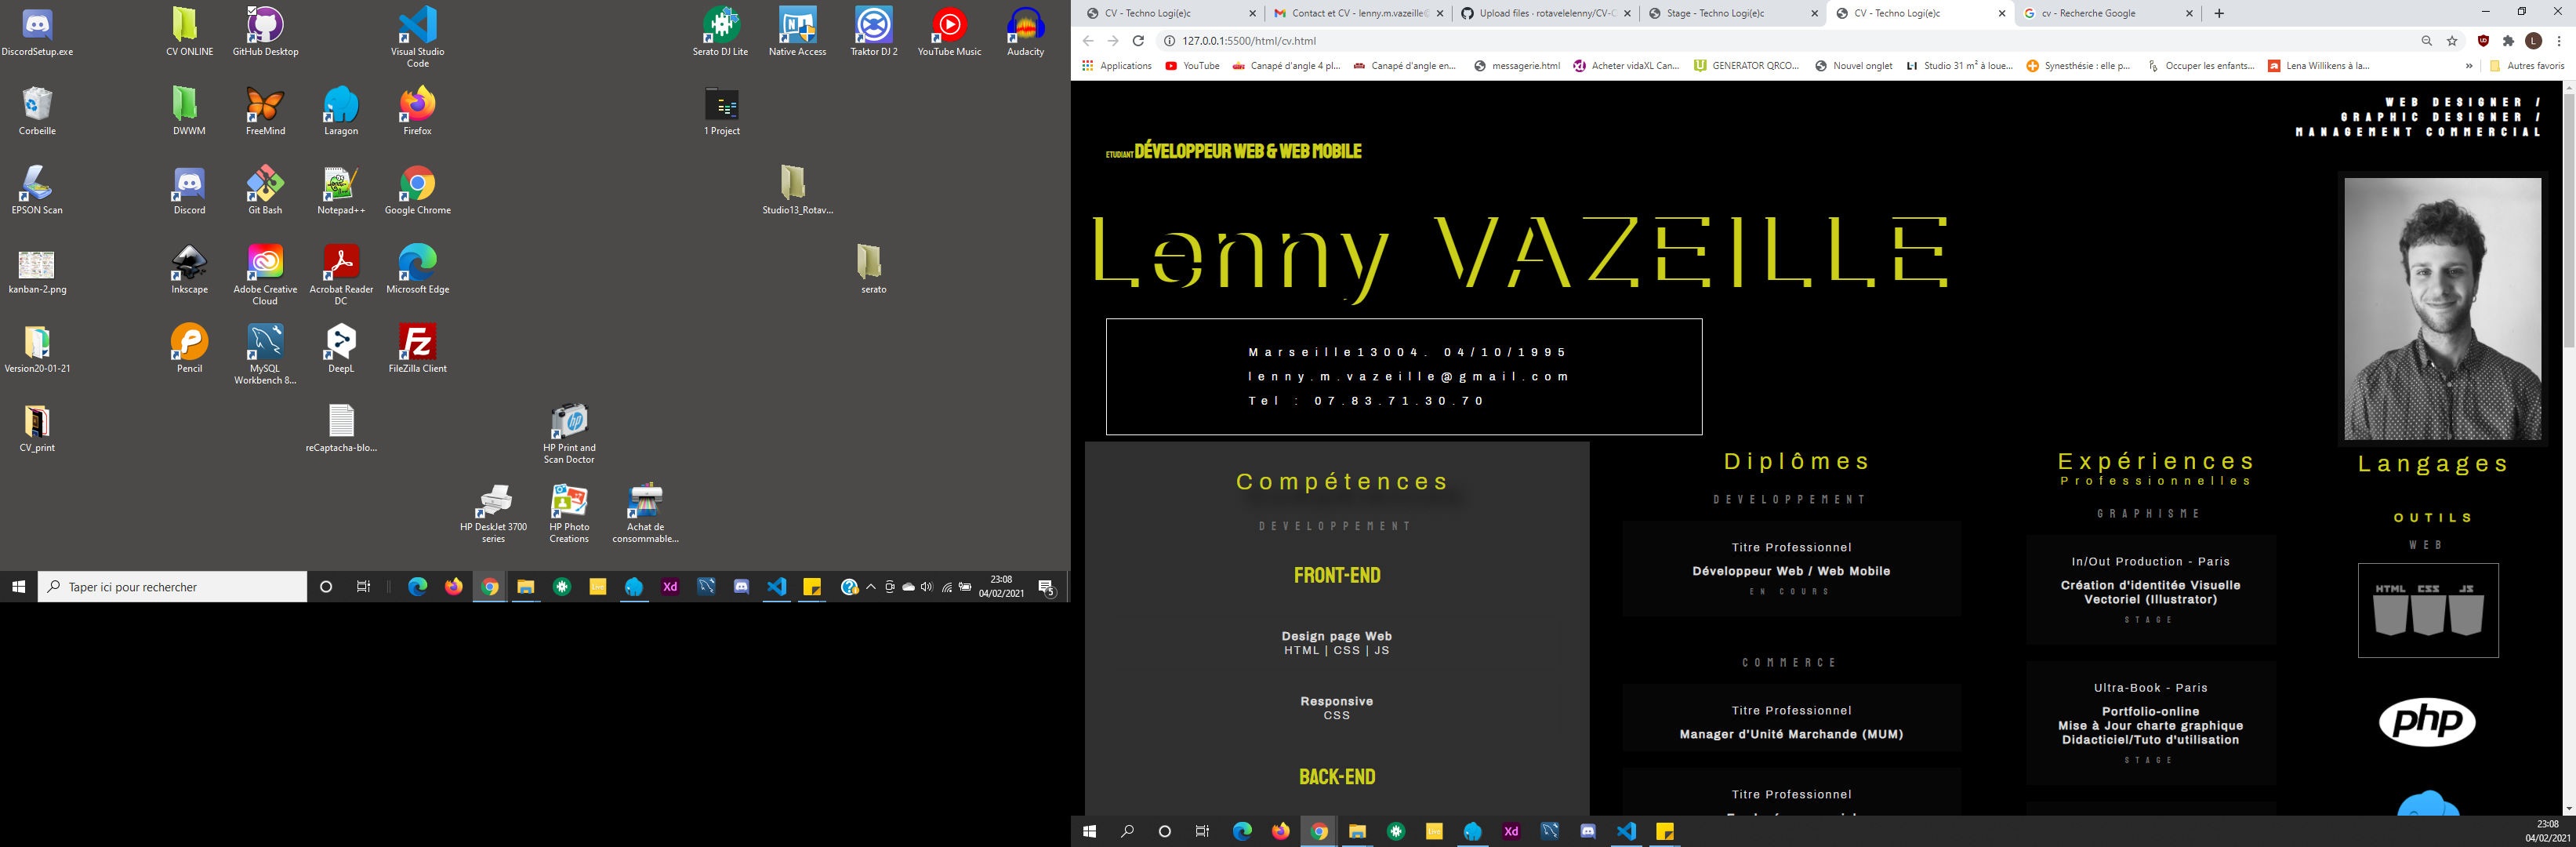 DiscordSetup.exe
CV ONLINE
GitHub Desktop
Visual Studio
Code
Serato DJ Lite
Native Access
Traktor DJ 2
YouTube Music
Audacity
Corbeille
DWWM
FreeMind
Laragon
Firefox
1 Project
EPSON Scan
Discord
Git Bash
Notepad++
Google Chrome
Studio13_Rotav...
kanban-2.png
Inkscape
Adobe Creative
Cloud
Acrobat Reader
DC
Microsoft Edge
serato
Version20-01-21
Pencil
MySQL
Workbench 8...
DeepL
FileZilla Client
CV_print
reCaptacha-blo...
HP Print and
Scan Doctor
HP DeskJet 3700
series
HP Photo
Creations
Achat de
consommable...
Taper ici pour rechercher
23:08
04/02/2021
5
CV - Techno Logi(e)c
Contact et CV - lenny.m.vazeille
Upload files · rotavelelenny/CV-O
Stage - Techno Logi(e)c
CV - Techno Logi(e)c
cv - Recherche Google
127.0.0.1:5500/html/cv.html
Applications
YouTube
Canapé d'angle 4 pl...
Canapé d'angle en...
messagerie.html
Acheter vidaXL Can...
GENERATOR QRCO...
Nouvel onglet
Studio 31 m² à loue...
Synesthésie : elle p...
Occuper les enfants...
Lena Willikens à la...
Autres favoris
WEB DESIGNER /
GRAPHIC DESIGNER /
MANAGEMENT COMMERCIAL
ETUDIANT DÉVELOPPEUR WEB & WEB MOBILE
Lenny VAZEILLE
Marseille13004. 04/10/1995
lenny.m.vazeille@gmail.com
Tel : 07.83.71.30.70
Compétences
DEVELOPPEMENT
FRONT-END
Design page Web
HTML | CSS | JS
Responsive
CSS
BACK-END
Diplômes
DEVELOPPEMENT
Titre Professionnel
Développeur Web / Web Mobile
EN COURS
COMMERCE
Titre Professionnel
Manager d'Unité Marchande (MUM)
Titre Professionnel
Expériences
Professionnelles
GRAPHISME
In/Out Production - Paris
Création d'identitée Visuelle
Vectoriel (Illustrator)
STAGE
Ultra-Book - Paris
Portfolio-online
Mise à Jour charte graphique
Didacticiel/Tuto d'utilisation
STAGE
Langages
OUTILS
WEB
HTML CSS JS
php
23:08
04/02/2021